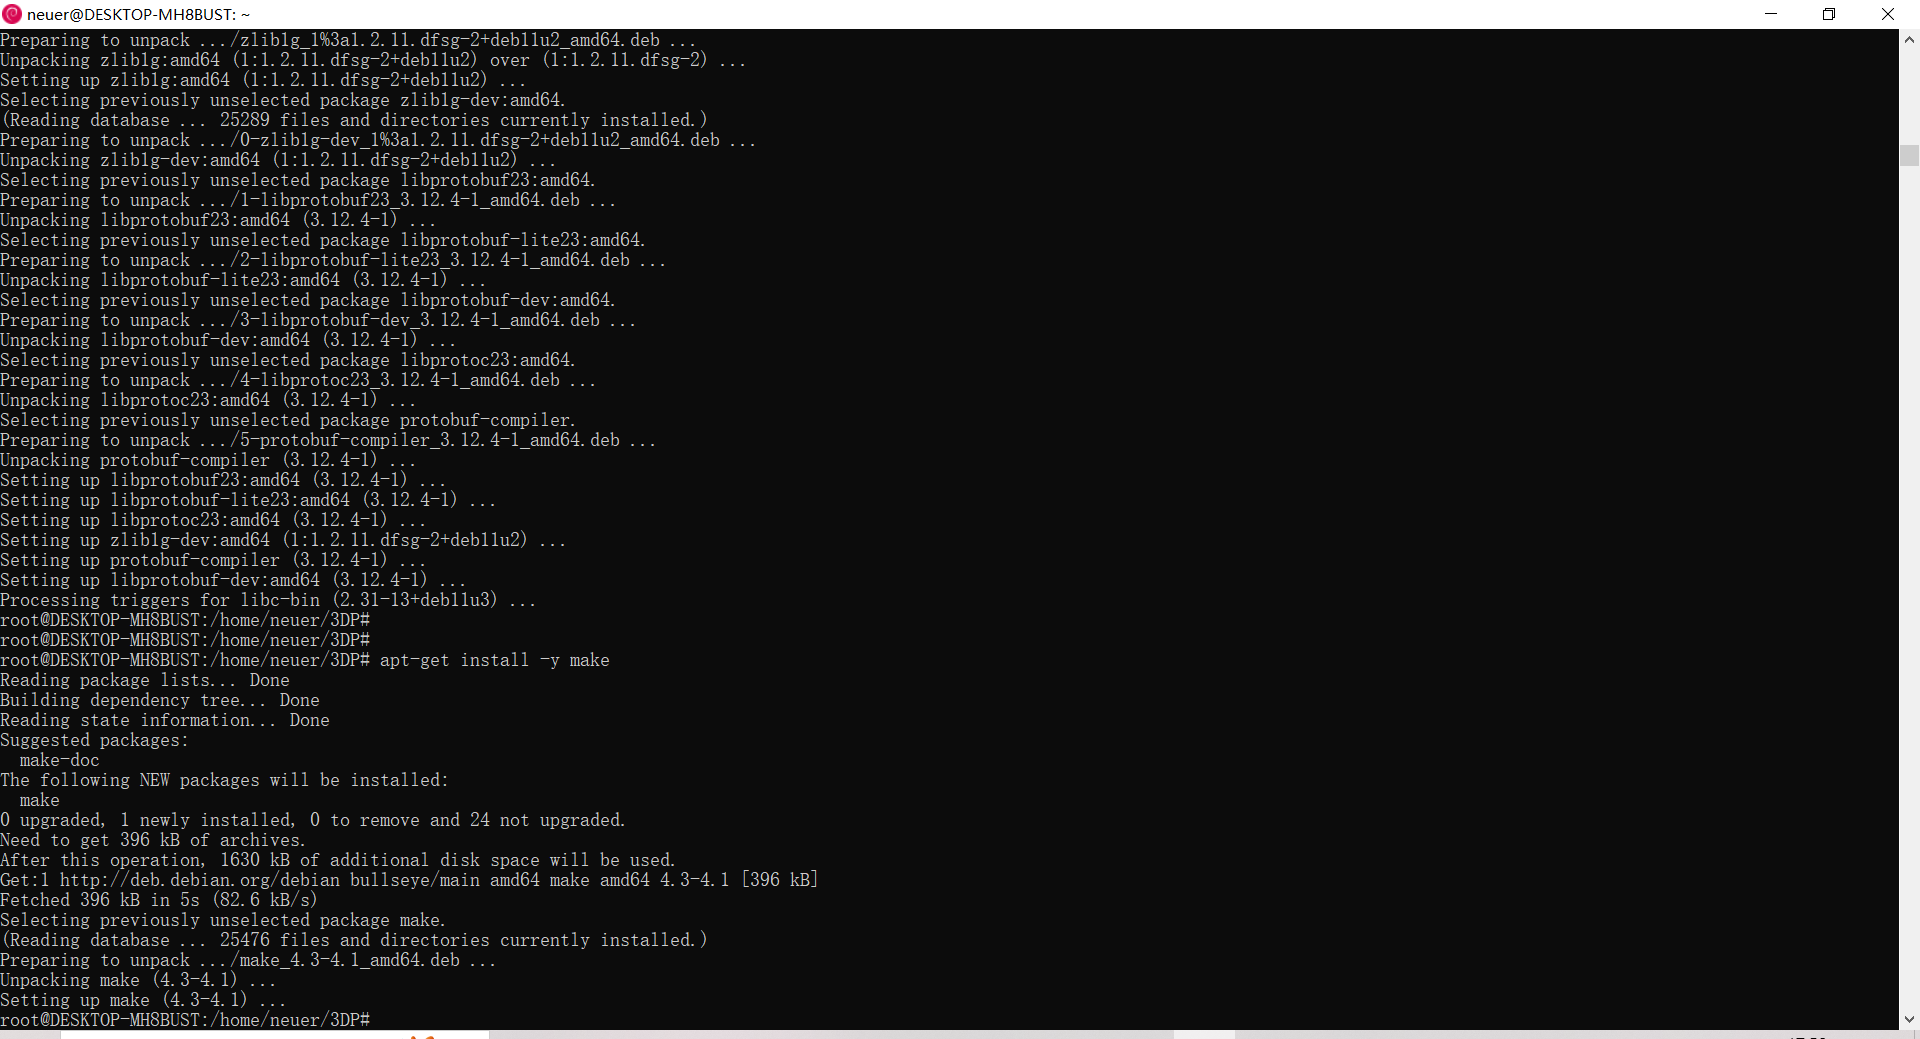 neuer@DESKTOP-MH8BUST: ~
Preparing to unpack .../zlib1g_1%3a1.2.11.dfsg-2+deb11u2_amd64.deb ...
Unpacking zlib1g:amd64 (1:1.2.11.dfsg-2+deb11u2) over (1:1.2.11.dfsg-2) ...
Setting up zlib1g:amd64 (1:1.2.11.dfsg-2+deb11u2) ...
Selecting previously unselected package zlib1g-dev:amd64.
(Reading database ... 25289 files and directories currently installed.)
Preparing to unpack .../0-zlib1g-dev_1%3a1.2.11.dfsg-2+deb11u2_amd64.deb ...
Unpacking zlib1g-dev:amd64 (1:1.2.11.dfsg-2+deb11u2) ...
Selecting previously unselected package libprotobuf23:amd64.
Preparing to unpack .../1-libprotobuf23_3.12.4-1_amd64.deb ...
Unpacking libprotobuf23:amd64 (3.12.4-1) ...
Selecting previously unselected package libprotobuf-lite23:amd64.
Preparing to unpack .../2-libprotobuf-lite23_3.12.4-1_amd64.deb ...
Unpacking libprotobuf-lite23:amd64 (3.12.4-1) ...
Selecting previously unselected package libprotobuf-dev:amd64.
Preparing to unpack .../3-libprotobuf-dev_3.12.4-1_amd64.deb ...
Unpacking libprotobuf-dev:amd64 (3.12.4-1) ...
Selecting previously unselected package libprotoc23:amd64.
Preparing to unpack .../4-libprotoc23_3.12.4-1_amd64.deb ...
Unpacking libprotoc23:amd64 (3.12.4-1) ...
Selecting previously unselected package protobuf-compiler.
Preparing to unpack .../5-protobuf-compiler_3.12.4-1_amd64.deb ...
Unpacking protobuf-compiler (3.12.4-1) ...
Setting up libprotobuf23:amd64 (3.12.4-1) ...
Setting up libprotobuf-lite23:amd64 (3.12.4-1) ...
Setting up libprotoc23:amd64 (3.12.4-1) ...
Setting up zlib1g-dev:amd64 (1:1.2.11.dfsg-2+deb11u2) ...
Setting up protobuf-compiler (3.12.4-1) ...
Setting up libprotobuf-dev:amd64 (3.12.4-1) ...
Processing triggers for libc-bin (2.31-13+deb11u3) ...
root@DESKTOP-MH8BUST:/home/neuer/3DP#
root@DESKTOP-MH8BUST:/home/neuer/3DP#
root@DESKTOP-MH8BUST:/home/neuer/3DP# apt-get install -y make
Reading package lists... Done
Building dependency tree... Done
Reading state information... Done
Suggested packages:
  make-doc
The following NEW packages will be installed:
  make
0 upgraded, 1 newly installed, 0 to remove and 24 not upgraded.
Need to get 396 kB of archives.
After this operation, 1630 kB of additional disk space will be used.
Get:1 http://deb.debian.org/debian bullseye/main amd64 make amd64 4.3-4.1 [396 kB]
Fetched 396 kB in 5s (82.6 kB/s)
Selecting previously unselected package make.
(Reading database ... 25476 files and directories currently installed.)
Preparing to unpack .../make_4.3-4.1_amd64.deb ...
Unpacking make (4.3-4.1) ...
Setting up make (4.3-4.1) ...
root@DESKTOP-MH8BUST:/home/neuer/3DP#